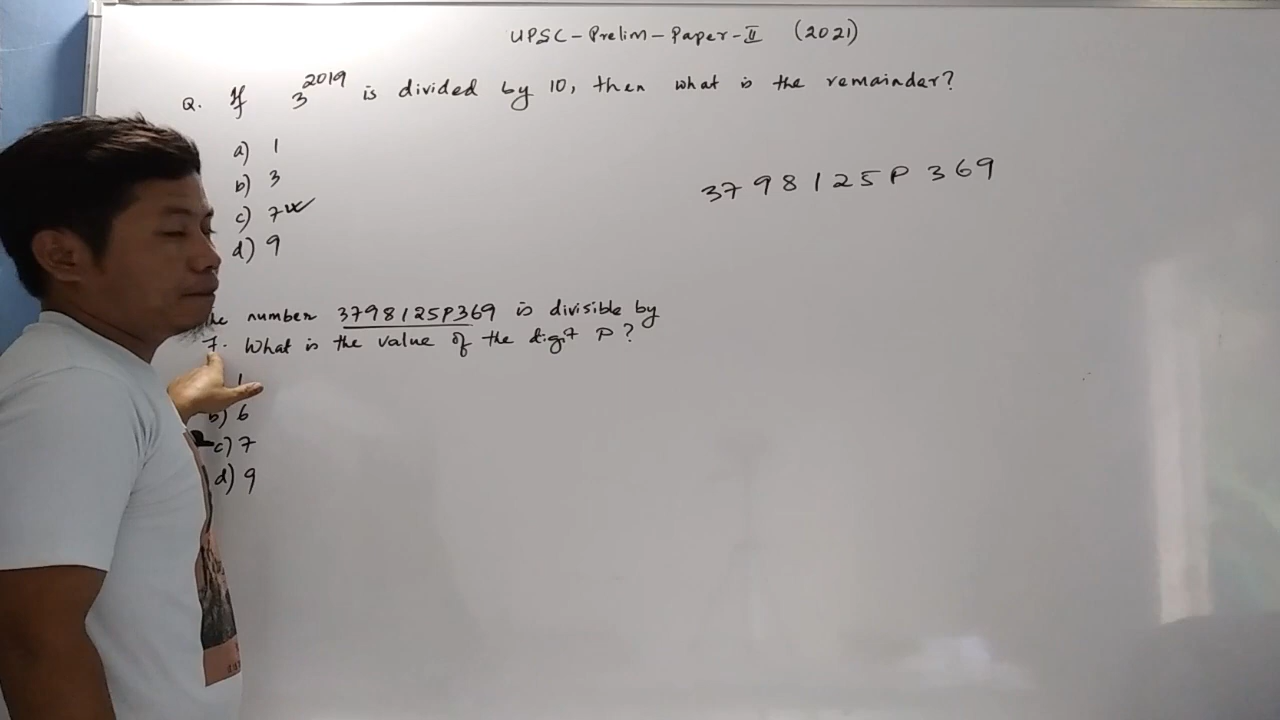 UPSC-Prelim-Paper-II (2021)
Q. If 3^2019 is divided by 10, then what is the remainder?
a) 1
b) 3
c) 7
d) 9
3798125P369
number 3798125P369 is divisible by
7. What is the value of the digit P?
1
b) 6
c) 7
d) 9